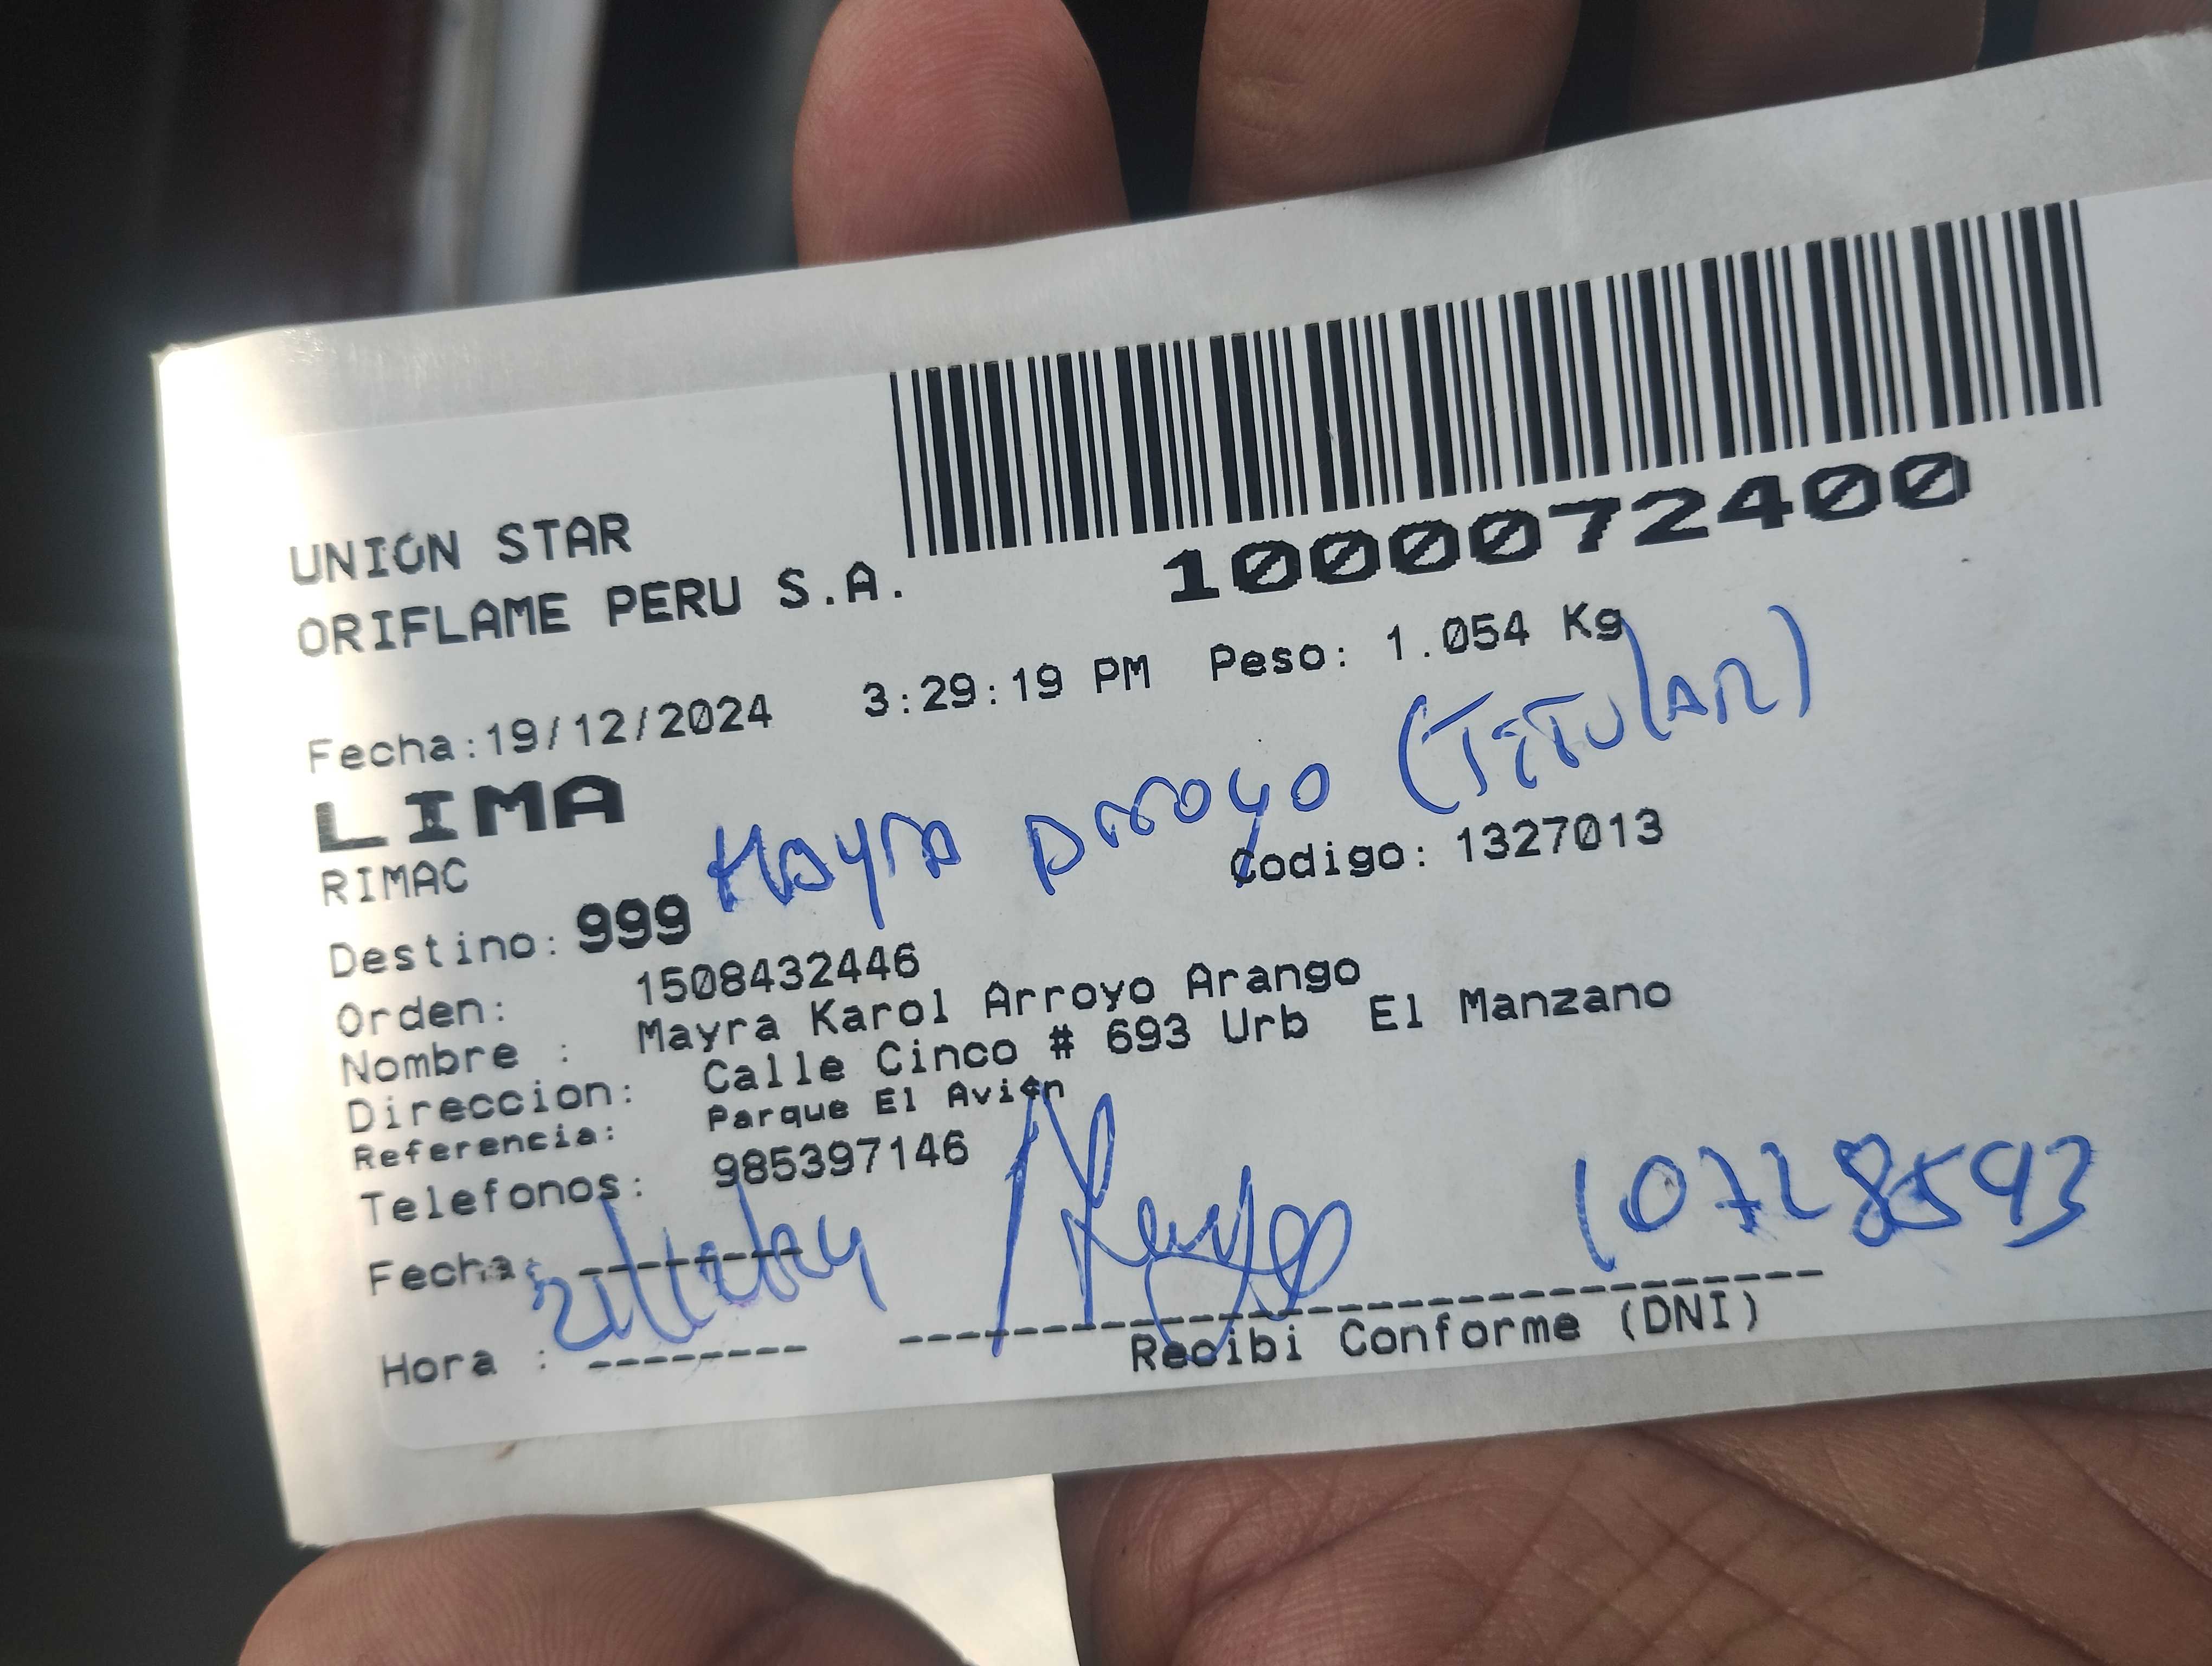 UNION STAR
ORIFLAME PERU S.A.
1000072400
Fecha:19/12/2024 3:29:19 PM Peso: 1.054 Kg
LIMA
Mayra Arroyo (TITULAR)
RIMAC
Codigo: 1327013
Destino: 999
Orden: 1508432446
Nombre : Mayra Karol Arroyo Arango
Direccion: Calle Cinco # 693 Urb El Manzano
Referencia: Parque El Avión
Telefonos: 985397146
10728593
Fecha:
Hora :
Recibi Conforme (DNI)